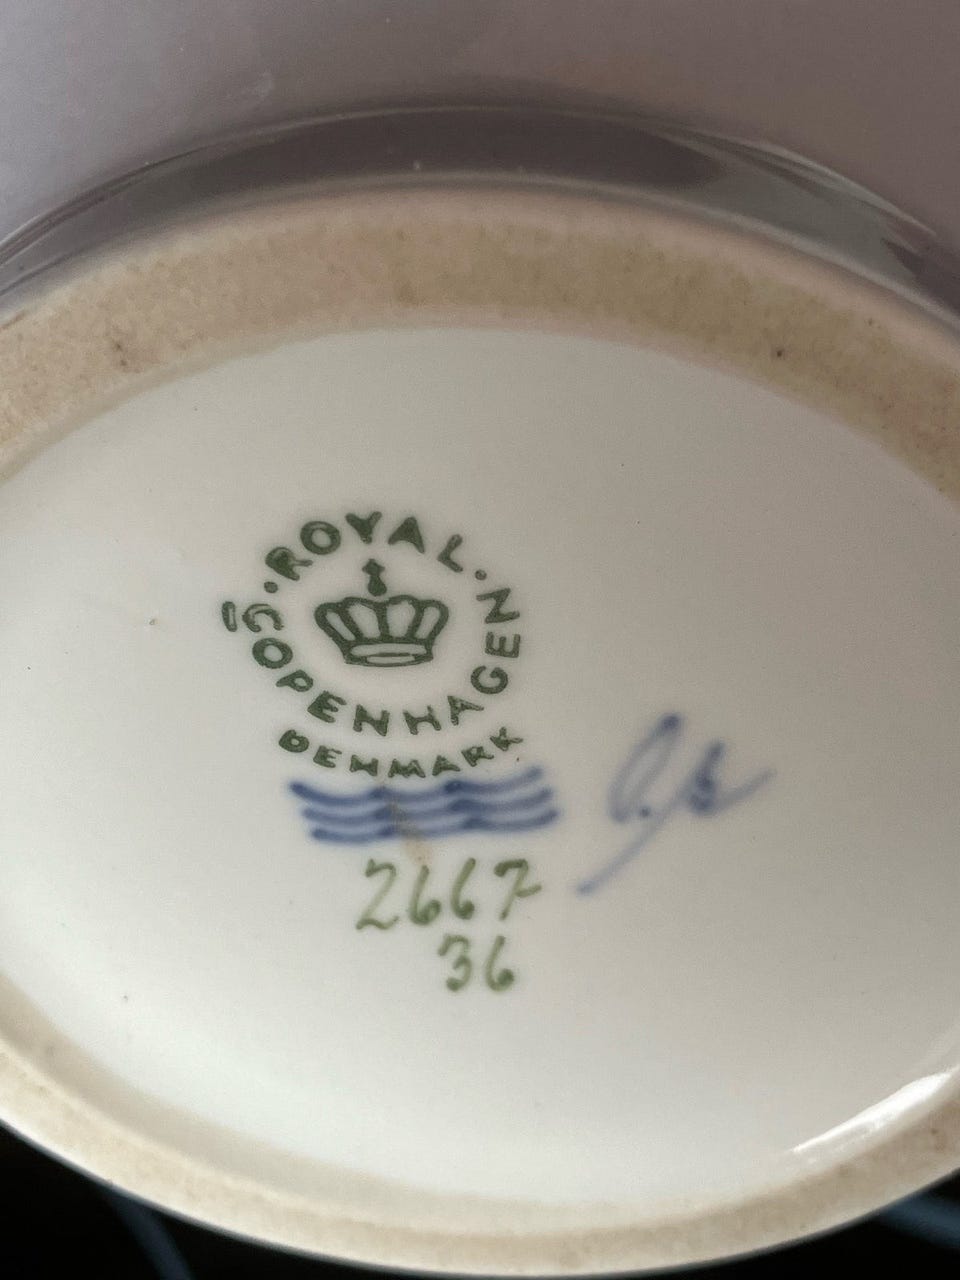 ROYAL
COPENHAGEN
DENMARK
2667
36